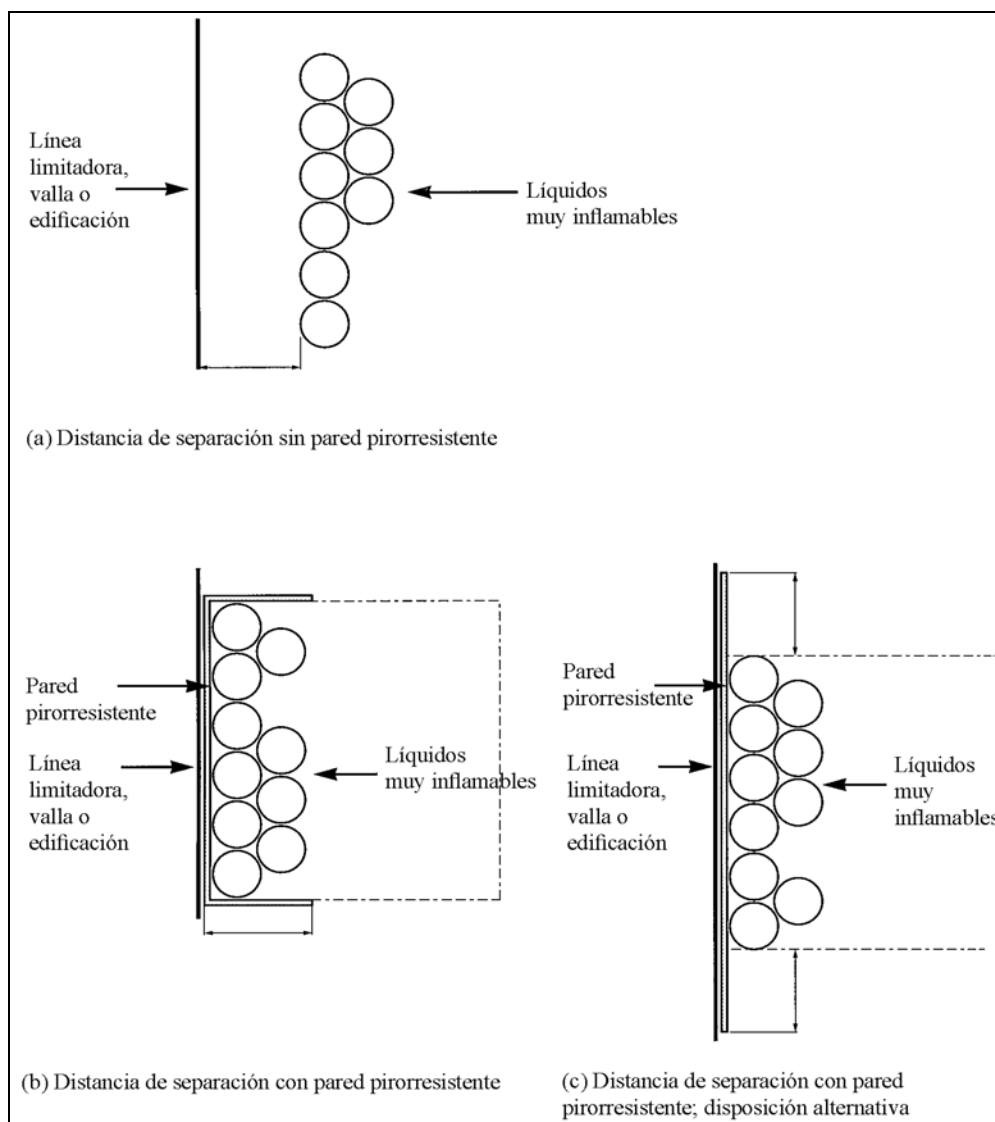 Línea
limitadora,
valla o
edificación
Líquidos
muy inflamables
(a) Distancia de separación sin pared pirorresistente
Pared
pirorresistente
Línea
limitadora,
valla o
edificación
Líquidos
muy inflamables
(b) Distancia de separación con pared pirorresistente
Pared
pirorresistente
Línea
limitadora,
valla o
edificación
Líquidos
muy
inflamables
(c) Distancia de separación con pared
pirorresistente; disposición alternativa